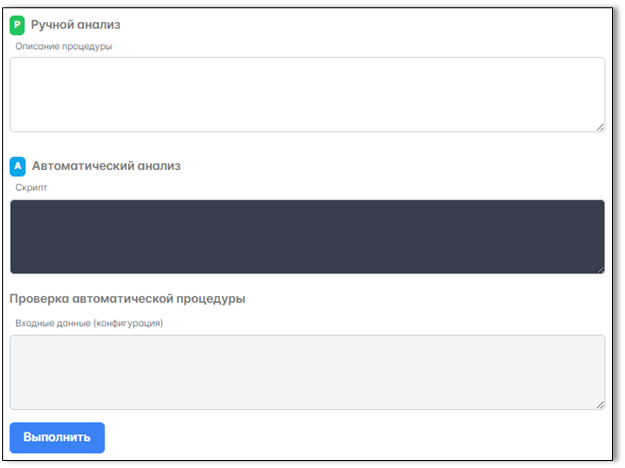 Р Ручной анализ
Описание процедуры
А Автоматический анализ
Скрипт
Проверка автоматической процедуры
Входные данные (конфигурация)
Выполнить